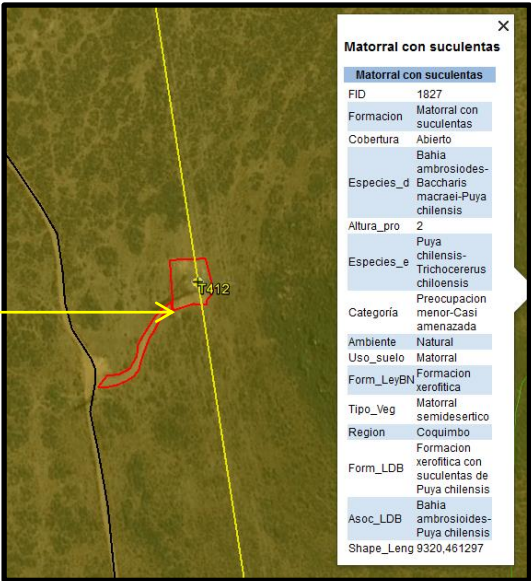 T412
×
Matorral con suculentas
Matorral con suculentas
FID 1827
Formacion Matorral con
suculentas
Cobertura Abierto
Especies_d Bahia
ambrosiodes-
Baccharis
macraei-Puya
chilensis
Altura_pro 2
Especies_e Puya
chilensis-
Trichocererus
chiloensis
Categoría Preocupacion
menor-Casi
amenazada
Ambiente Natural
Uso_suelo Matorral
Form_LeyBN Formacion
xerofitica
Tipo_Veg Matorral
semidesertico
Region Coquimbo
Form_LDB Formacion
xerofitica con
suculentas de
Puya chilensis
Asoc_LDB Bahia
ambrosioides-
Puya chilensis
Shape_Leng 9320,461297